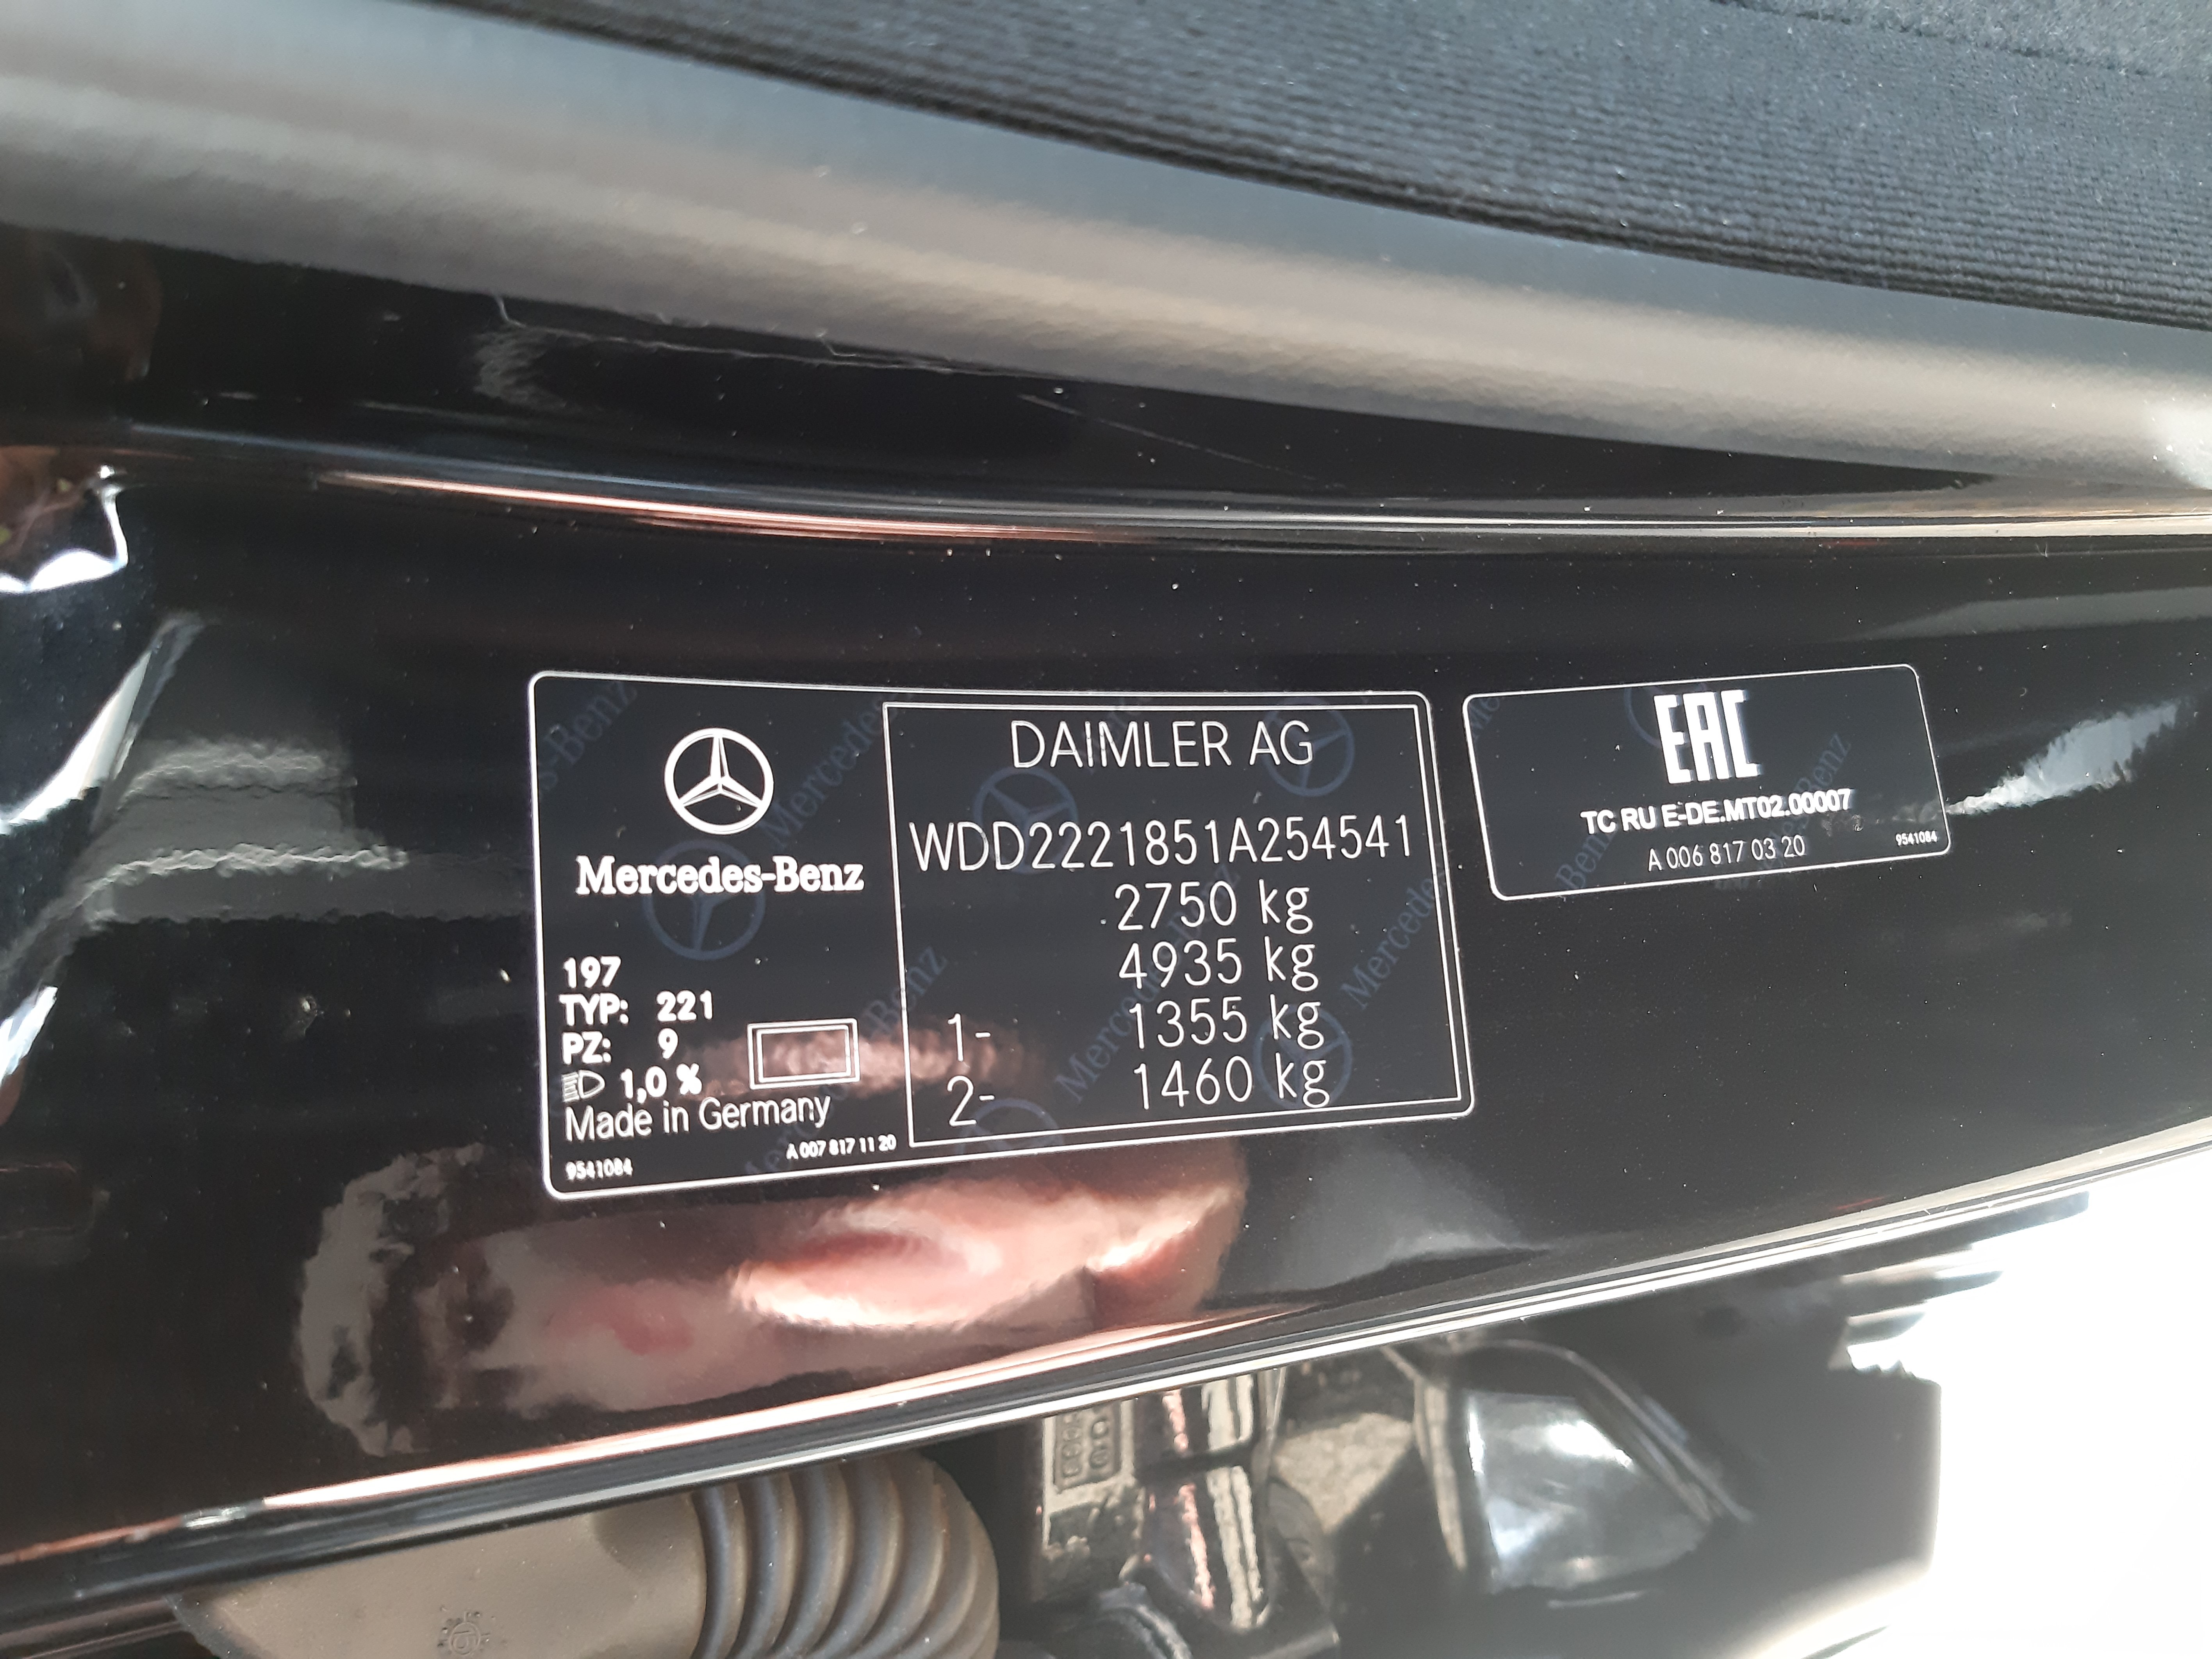 Mercedes-Benz
197
TYP: 221
PZ: 9
1,0 %
Made in Germany
A 007 817 11 20
9541084
DAIMLER AG
WDD2221851A254541
2750 kg
4935 kg
1- 1355 kg
2- 1460 kg
EAC
TC RU E-DE.MT02.00007
A 006 817 03 20
9541084